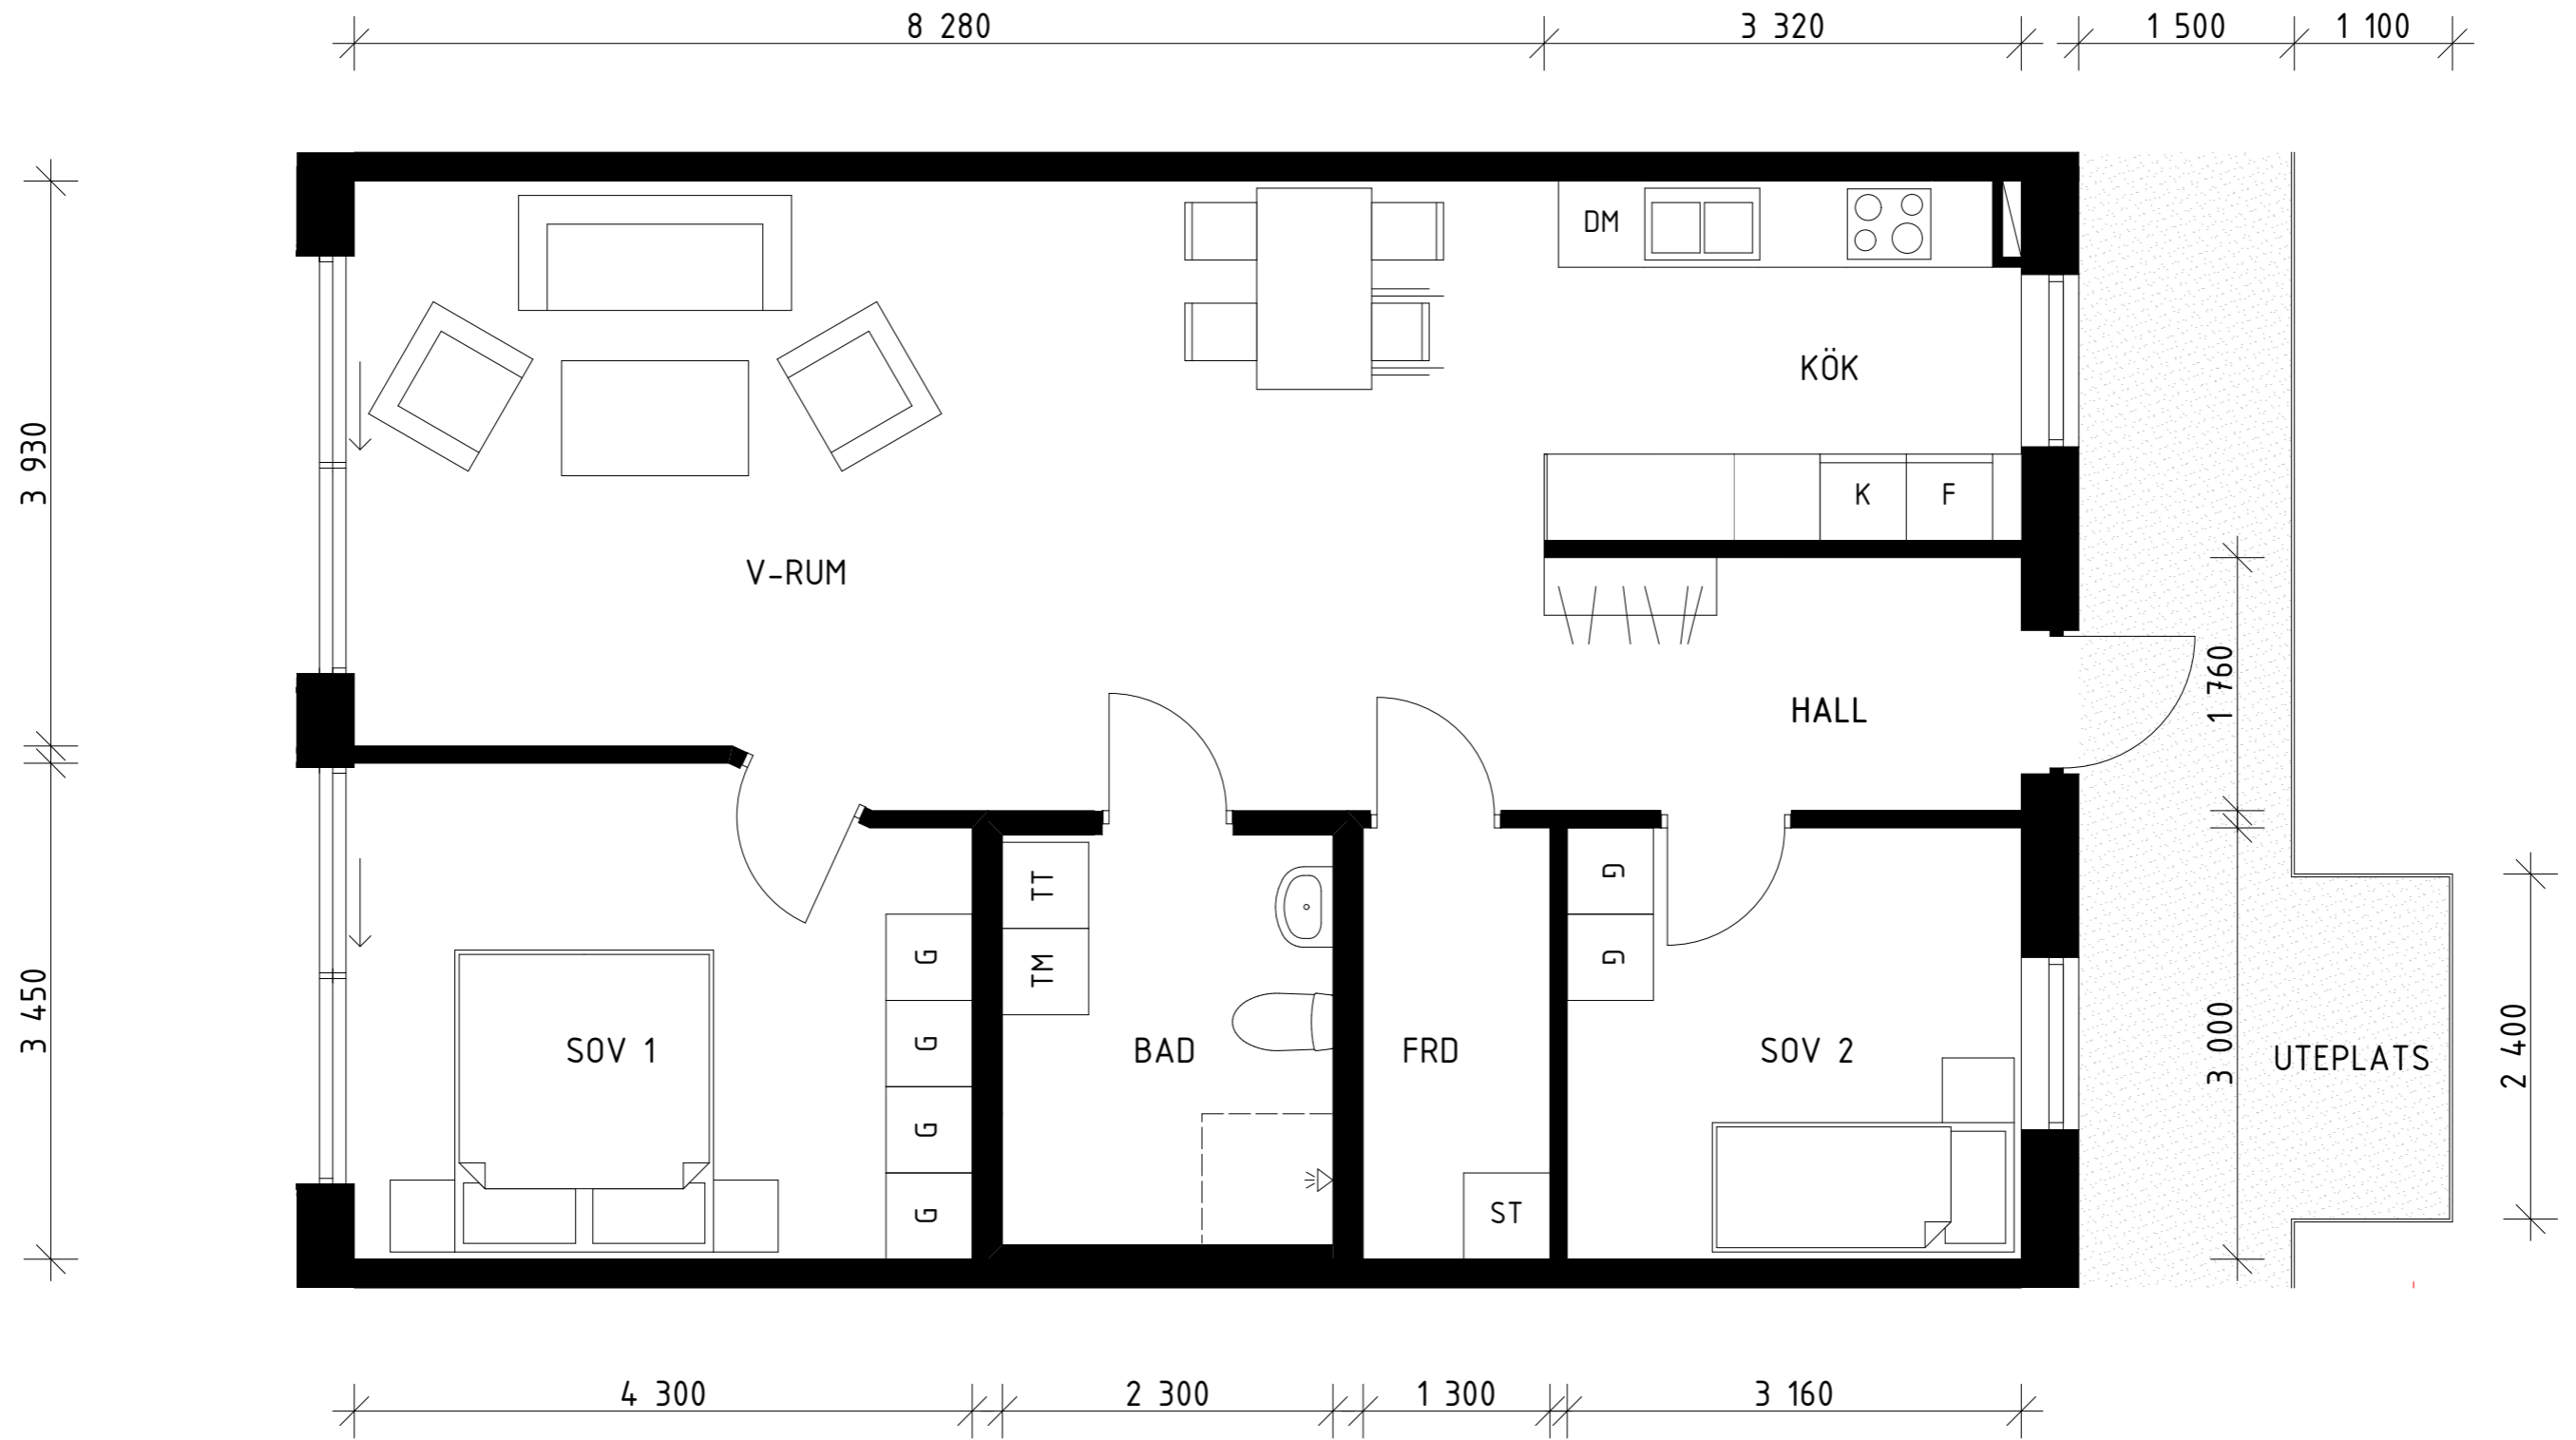 8 280
3 320
1 500
1 100
DM
KÖK
3 930
K
F
V-RUM
1 760
HALL
TT
G
G
TM
G
G
G
G
3 450
SOV 1
BAD
FRD
SOV 2
3 000
UTEPLATS
2 400
ST
4 300
2 300
1 300
3 160